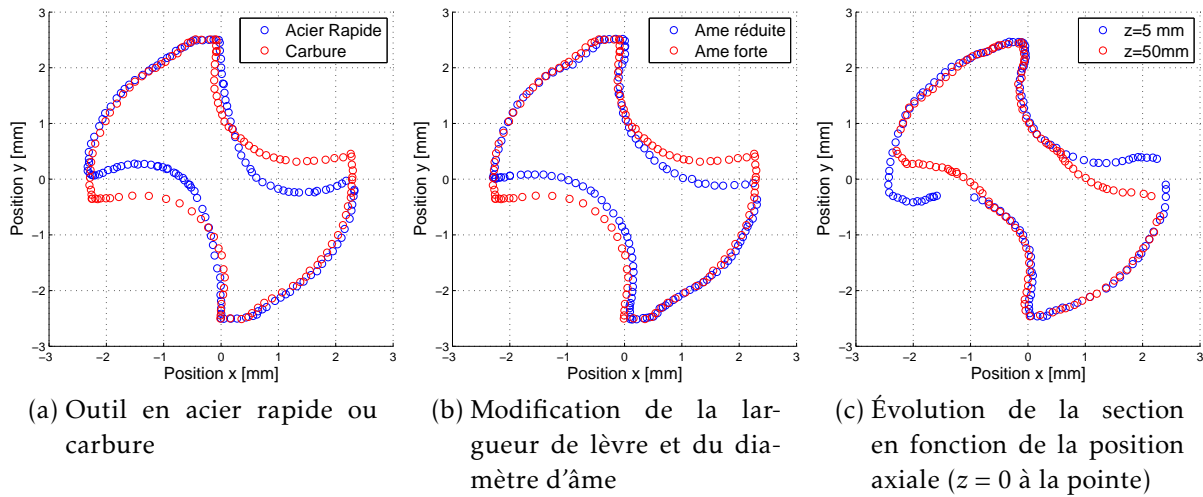 3
2
1
0
−1
−2
−3
−3 −2 −1 0 1 2 3
Position y [mm]
Position x [mm]
Acier Rapide
Carbure
(a) Outil en acier rapide ou
carbure
3
2
1
0
−1
−2
−3
−3 −2 −1 0 1 2 3
Position y [mm]
Position x [mm]
Ame réduite
Ame forte
(b) Modification de la lar-
gueur de lèvre et du dia-
mètre d'âme
3
2
1
0
−1
−2
−3
−3 −2 −1 0 1 2 3
Position y [mm]
Position x [mm]
z=5 mm
z=50mm
(c) Évolution de la section
en fonction de la position
axiale (z = 0 à la pointe)